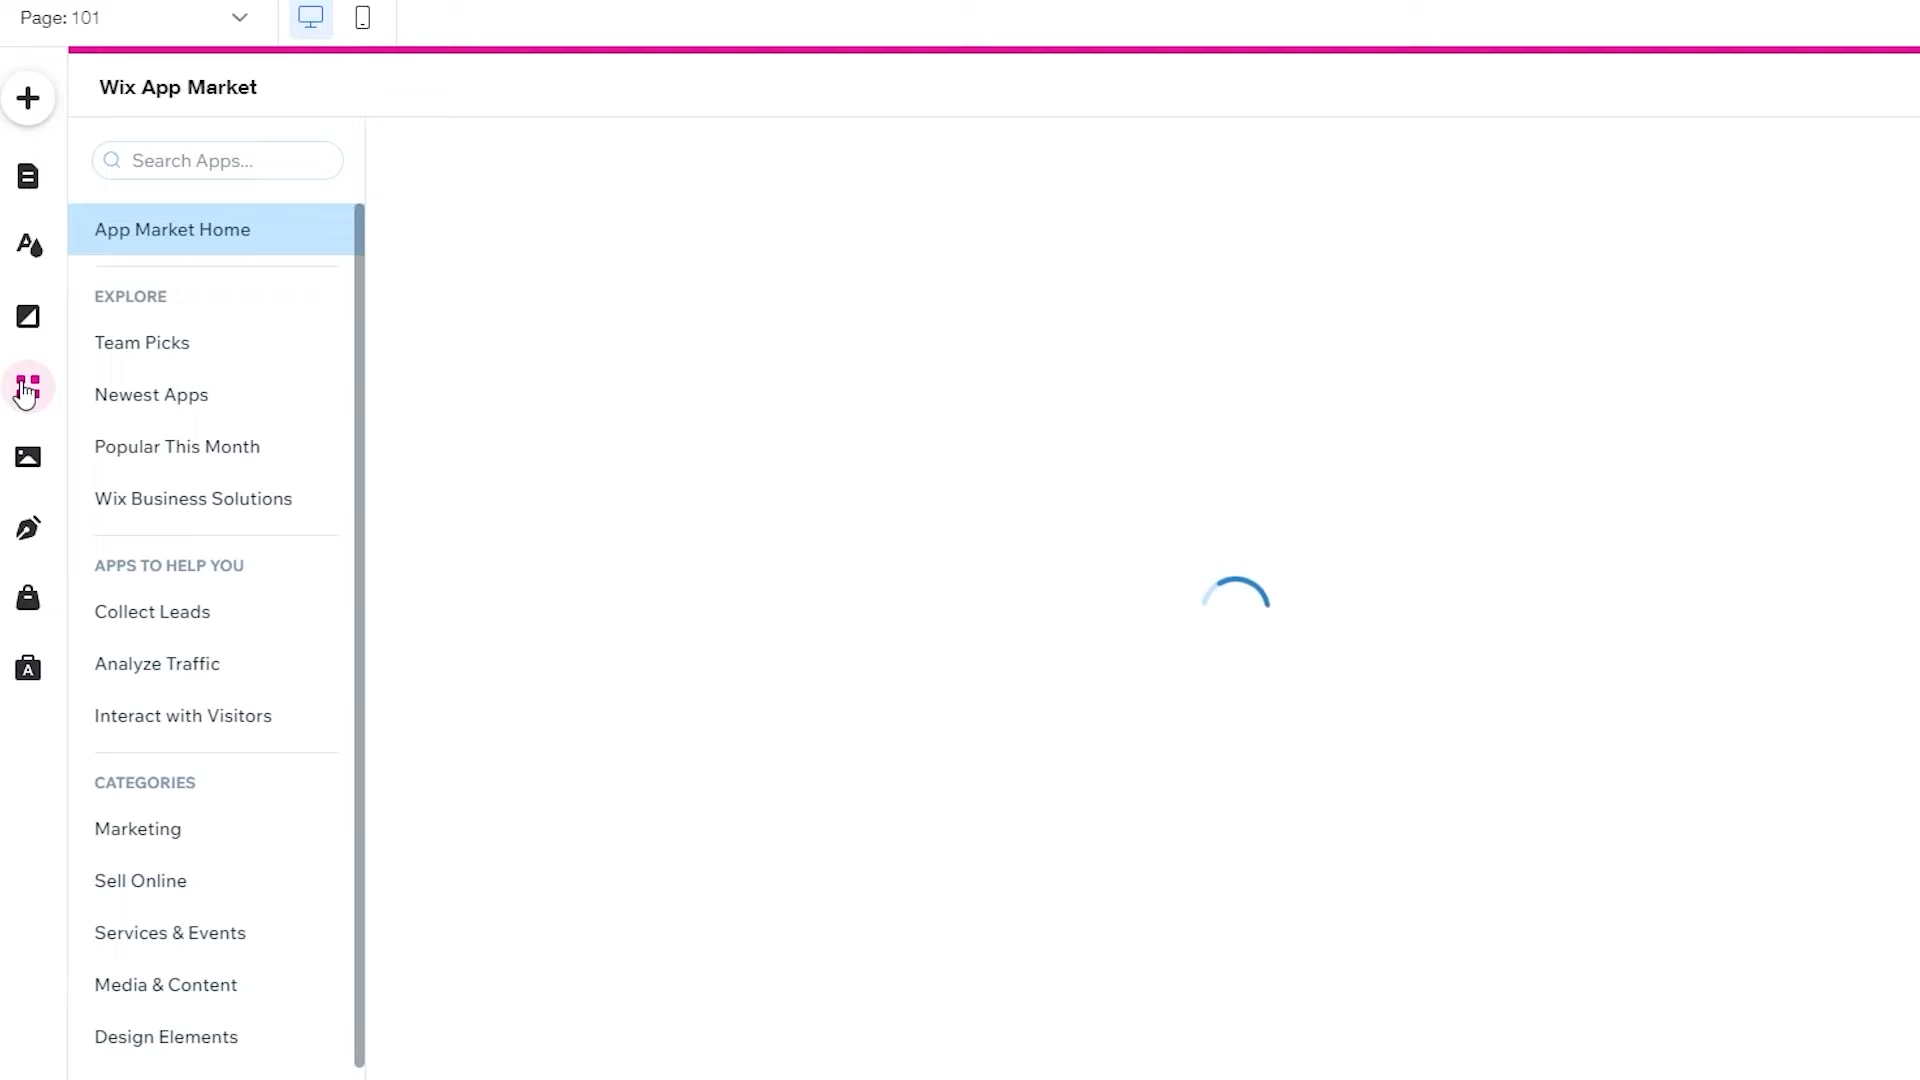 Page: 101
Wix App Market
Search Apps...
App Market Home
EXPLORE
Team Picks
Newest Apps
Popular This Month
Wix Business Solutions
APPS TO HELP YOU
Collect Leads
Analyze Traffic
Interact with Visitors
CATEGORIES
Marketing
Sell Online
Services & Events
Media & Content
Design Elements